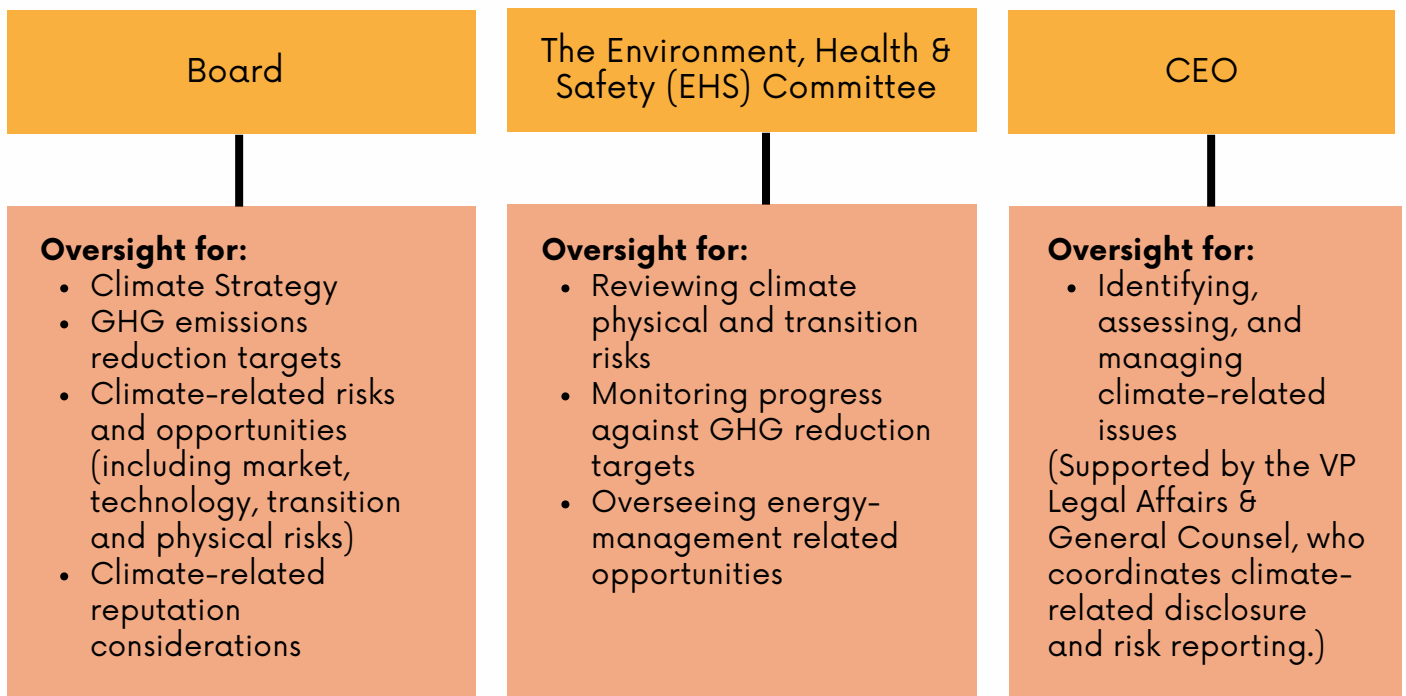 Board
The Environment, Health &
Safety (EHS) Committee
CEO
Oversight for:
• Climate Strategy
• GHG emissions
reduction targets
• Climate-related risks
and opportunities
(including market,
technology, transition
and physical risks)
• Climate-related
reputation
considerations
Oversight for:
• Reviewing climate
physical and transition
risks
• Monitoring progress
against GHG reduction
targets
• Overseeing energy-
management related
opportunities
Oversight for:
• Identifying,
assessing, and
managing
climate-related
issues
(Supported by the VP
Legal Affairs &
General Counsel, who
coordinates climate-
related disclosure
and risk reporting.)